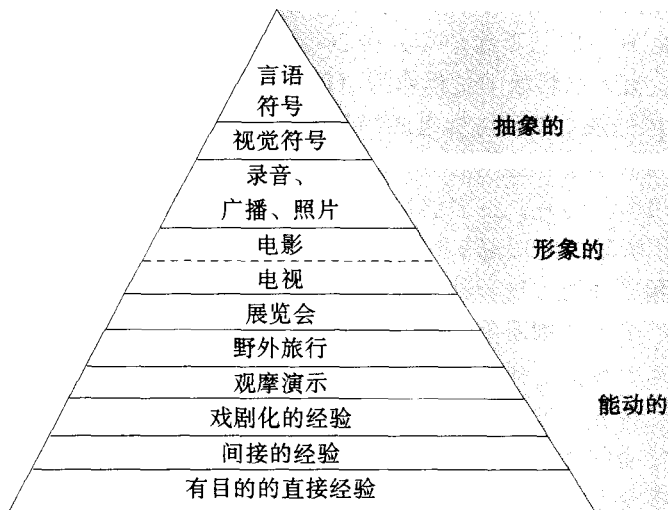 言语
符号
视觉符号
录音、
广播、照片
电影
电视
展览会
野外旅行
观摩演示
戏剧化的经验
间接的经验
有目的的直接经验
抽象的
形象的
能动的